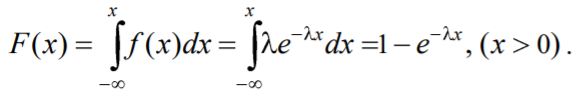 F(x) = ∫_{-∞}^{x} f(x)dx = ∫_{-∞}^{x} λe^{-λx} dx =1 − e^{-λx}, (x > 0).